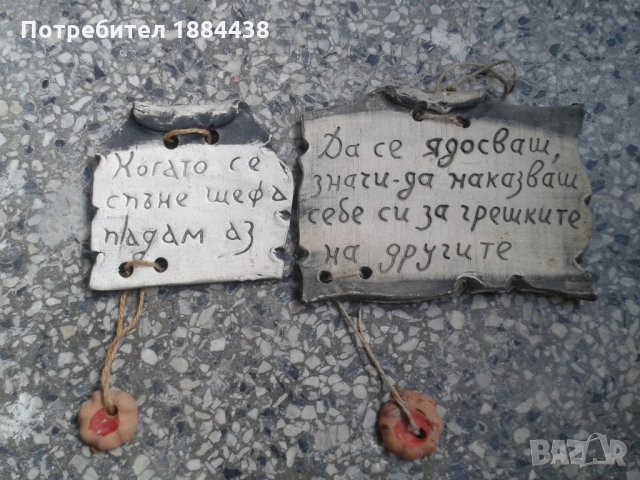 Потребител 1884438
Когато се
спъне шефа
падам аз
Да се ядосваш,
значи-да наказваш
себе си за грешките
на другите
BAZAR